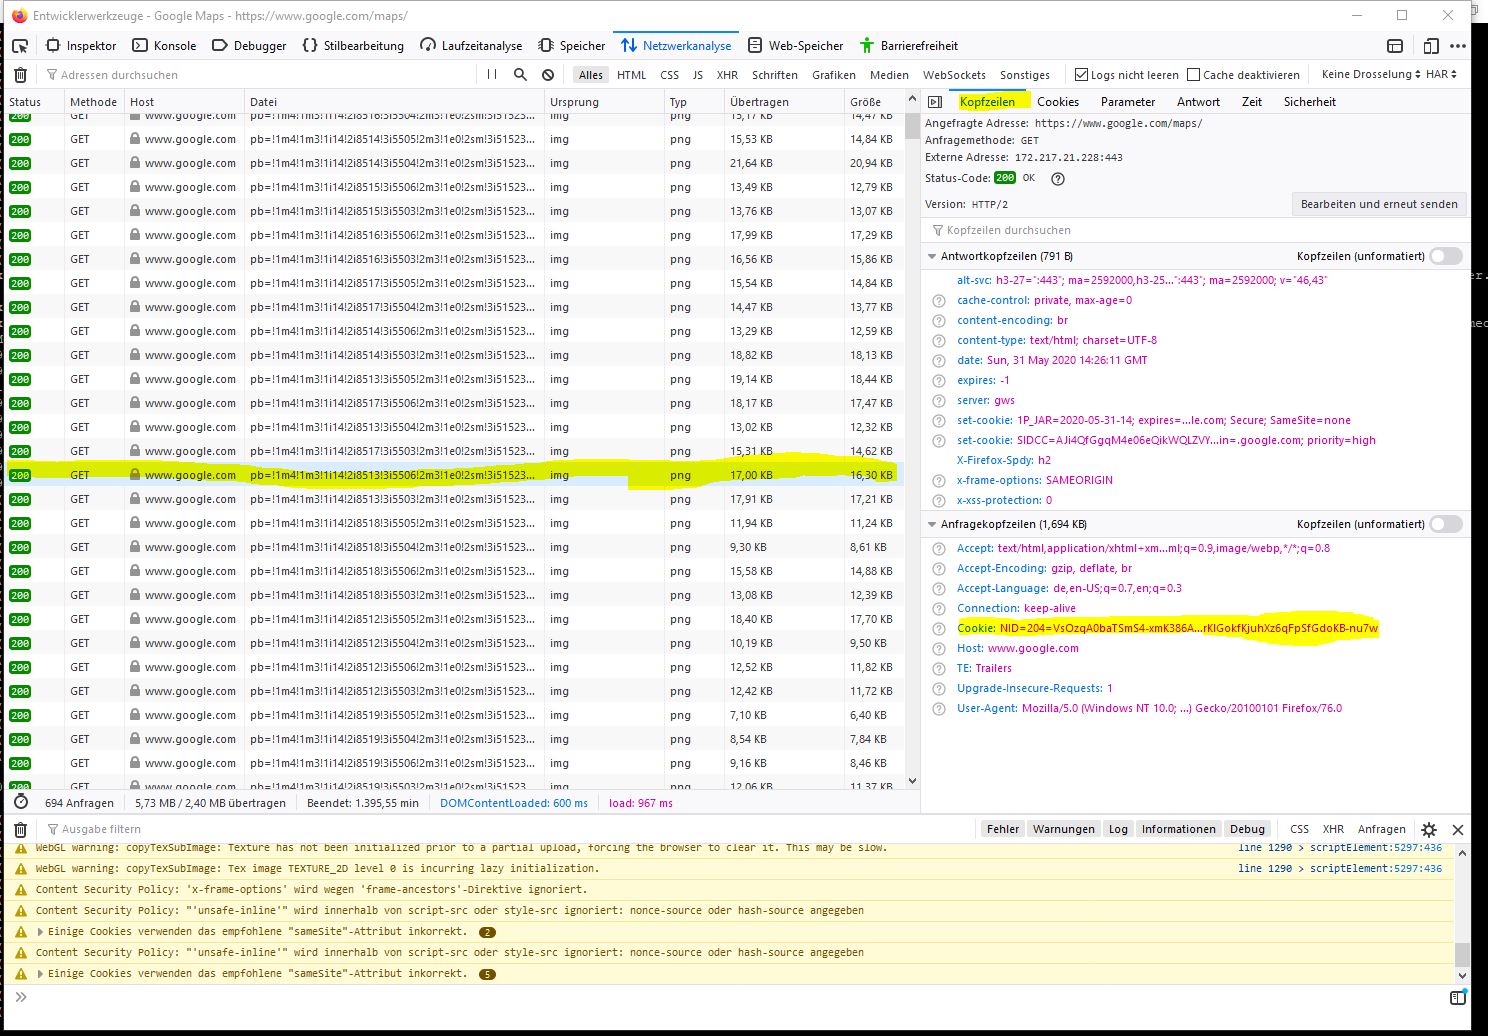 Entwicklerwerkzeuge - Google Maps - https://www.google.com/maps/
Inspektor Konsole Debugger Stilbearbeitung Laufzeitanalyse Speicher Netzwerkanalyse Web-Speicher Barrierefreiheit
Adressen durchsuchen Alles HTML CSS JS XHR Schriften Grafiken Medien WebSockets Sonstiges Logs nicht leeren Cache deaktivieren Keine Drosselung HAR
Status Methode Host Datei Ursprung Typ Übertragen Größe
200 GET www.google.com pb=!1m4!1m3!1i14!2i8516!3i5504!2m3!1e0!2sm!3i51523... img png 15,17 KB 14,47 KB
200 GET www.google.com pb=!1m4!1m3!1i14!2i8514!3i5503!2m3!1e0!2sm!3i51523... img png 15,53 KB 14,84 KB
200 GET www.google.com pb=!1m4!1m3!1i14!2i8514!3i5506!2m3!1e0!2sm!3i51523... img png 21,64 KB 20,94 KB
200 GET www.google.com pb=!1m4!1m3!1i14!2i8515!3i5506!2m3!1e0!2sm!3i51523... img png 13,49 KB 12,79 KB
200 GET www.google.com pb=!1m4!1m3!1i14!2i8515!3i5503!2m3!1e0!2sm!3i51523... img png 13,76 KB 13,07 KB
200 GET www.google.com pb=!1m4!1m3!1i14!2i8516!3i5506!2m3!1e0!2sm!3i51523... img png 17,99 KB 17,29 KB
200 GET www.google.com pb=!1m4!1m3!1i14!2i8516!3i5503!2m3!1e0!2sm!3i51523... img png 16,56 KB 15,86 KB
200 GET www.google.com pb=!1m4!1m3!1i14!2i8517!3i5505!2m3!1e0!2sm!3i51523... img png 15,54 KB 14,84 KB
200 GET www.google.com pb=!1m4!1m3!1i14!2i8517!3i5504!2m3!1e0!2sm!3i51523... img png 14,47 KB 13,77 KB
200 GET www.google.com pb=!1m4!1m3!1i14!2i8513!3i5504!2m3!1e0!2sm!3i51523... img png 13,29 KB 12,59 KB
200 GET www.google.com pb=!1m4!1m3!1i14!2i8514!3i5503!2m3!1e0!2sm!3i51523... img png 18,82 KB 18,13 KB
200 GET www.google.com pb=!1m4!1m3!1i14!2i8513!3i5505!2m3!1e0!2sm!3i51523... img png 19,14 KB 18,44 KB
200 GET www.google.com pb=!1m4!1m3!1i14!2i8517!3i5506!2m3!1e0!2sm!3i51523... img png 18,17 KB 17,47 KB
200 GET www.google.com pb=!1m4!1m3!1i14!2i8513!3i5504!2m3!1e0!2sm!3i51523... img png 13,02 KB 12,32 KB
200 GET www.google.com pb=!1m4!1m3!1i14!2i8517!3i5503!2m3!1e0!2sm!3i51523... img png 15,31 KB 14,62 KB
200 GET www.google.com pb=!1m4!1m3!1i14!2i8513!3i5506!2m3!1e0!2sm!3i51523... img png 17,00 KB 16,30 KB
200 GET www.google.com pb=!1m4!1m3!1i14!2i8513!3i5503!2m3!1e0!2sm!3i51523... img png 17,91 KB 17,21 KB
200 GET www.google.com pb=!1m4!1m3!1i14!2i8518!3i5505!2m3!1e0!2sm!3i51523... img png 11,94 KB 11,24 KB
200 GET www.google.com pb=!1m4!1m3!1i14!2i8518!3i5504!2m3!1e0!2sm!3i51523... img png 9,30 KB 8,61 KB
200 GET www.google.com pb=!1m4!1m3!1i14!2i8518!3i5506!2m3!1e0!2sm!3i51523... img png 15,58 KB 14,88 KB
200 GET www.google.com pb=!1m4!1m3!1i14!2i8518!3i5503!2m3!1e0!2sm!3i51523... img png 13,08 KB 12,39 KB
200 GET www.google.com pb=!1m4!1m3!1i14!2i8512!3i5505!2m3!1e0!2sm!3i51523... img png 18,40 KB 17,70 KB
200 GET www.google.com pb=!1m4!1m3!1i14!2i8512!3i5504!2m3!1e0!2sm!3i51523... img png 10,19 KB 9,50 KB
200 GET www.google.com pb=!1m4!1m3!1i14!2i8512!3i5506!2m3!1e0!2sm!3i51523... img png 12,52 KB 11,82 KB
200 GET www.google.com pb=!1m4!1m3!1i14!2i8512!3i5503!2m3!1e0!2sm!3i51523... img png 12,42 KB 11,72 KB
200 GET www.google.com pb=!1m4!1m3!1i14!2i8519!3i5505!2m3!1e0!2sm!3i51523... img png 7,10 KB 6,40 KB
200 GET www.google.com pb=!1m4!1m3!1i14!2i8519!3i5504!2m3!1e0!2sm!3i51523... img png 8,54 KB 7,84 KB
200 GET www.google.com pb=!1m4!1m3!1i14!2i8519!3i5506!2m3!1e0!2sm!3i51523... img png 9,16 KB 8,46 KB
200 GET www.google.com pb=!1m4!1m3!1i14!2i8519!3i5503!2m3!1e0!2sm!3i51523... img png 12,06 KB 11,37 KB
694 Anfragen 5,73 MB / 2,40 MB übertragen Beendet: 1.395,55 min DOMContentLoaded: 600 ms load: 967 ms
Kopfzeilen Cookies Parameter Antwort Zeit Sicherheit
Angefragte Adresse: https://www.google.com/maps/
Anfragemethode: GET
Externe Adresse: 172.217.21.228:443
Status-Code: 200 OK
Version: HTTP/2 Bearbeiten und erneut senden
Kopfzeilen durchsuchen
Antwortkopfzeilen (791 B) Kopfzeilen (unformatiert)
alt-svc: h3-27=":443"; ma=2592000,h3-25...":443"; ma=2592000; v="46,43"
cache-control: private, max-age=0
content-encoding: br
content-type: text/html; charset=UTF-8
date: Sun, 31 May 2020 14:26:11 GMT
expires: -1
server: gws
set-cookie: 1P_JAR=2020-05-31-14; expires=...le.com; Secure; SameSite=none
set-cookie: SIDCC=AJi4QfGgqM4e06eQikWQLZVY...in=.google.com; priority=high
X-Firefox-Spdy: h2
x-frame-options: SAMEORIGIN
x-xss-protection: 0
Anfragekopfzeilen (1,694 KB) Kopfzeilen (unformatiert)
Accept: text/html,application/xhtml+xm...ml;q=0.9,image/webp,*/*;q=0.8
Accept-Encoding: gzip, deflate, br
Accept-Language: de,en-US;q=0.7,en;q=0.3
Connection: keep-alive
Cookie: NID=204=VsOzqA0baTSmS4-xmK386A...rKIGokfKjuhXz6qFpSfGdoKB-nu7w
Host: www.google.com
TE: Trailers
Upgrade-Insecure-Requests: 1
User-Agent: Mozilla/5.0 (Windows NT 10.0; ...) Gecko/20100101 Firefox/76.0
Ausgabe filtern Fehler Warnungen Log Informationen Debug CSS XHR Anfragen
WebGL warning: copyTexSubImage: Texture has not been initialized prior to a partial upload, forcing the browser to clear it. This may be slow. line 1290 > scriptElement:5297:436
WebGL warning: copyTexSubImage: Tex image TEXTURE_2D level 0 is incurring lazy initialization. line 1290 > scriptElement:5297:436
Content Security Policy: 'x-frame-options' wird wegen 'frame-ancestors'-Direktive ignoriert.
Content Security Policy: "'unsafe-inline'" wird innerhalb von script-src oder style-src ignoriert: nonce-source oder hash-source angegeben
Einige Cookies verwenden das empfohlene "sameSite"-Attribut inkorrekt. 2
Content Security Policy: "'unsafe-inline'" wird innerhalb von script-src oder style-src ignoriert: nonce-source oder hash-source angegeben
Einige Cookies verwenden das empfohlene "sameSite"-Attribut inkorrekt. 5